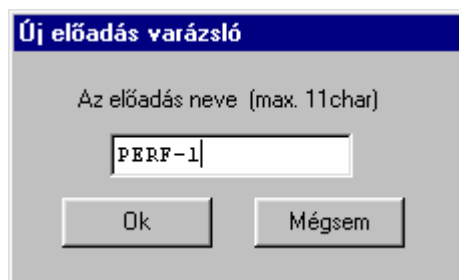 Új előadás varázsló
Az előadás neve (max. 11char)
PERF-1
Ok Mégsem